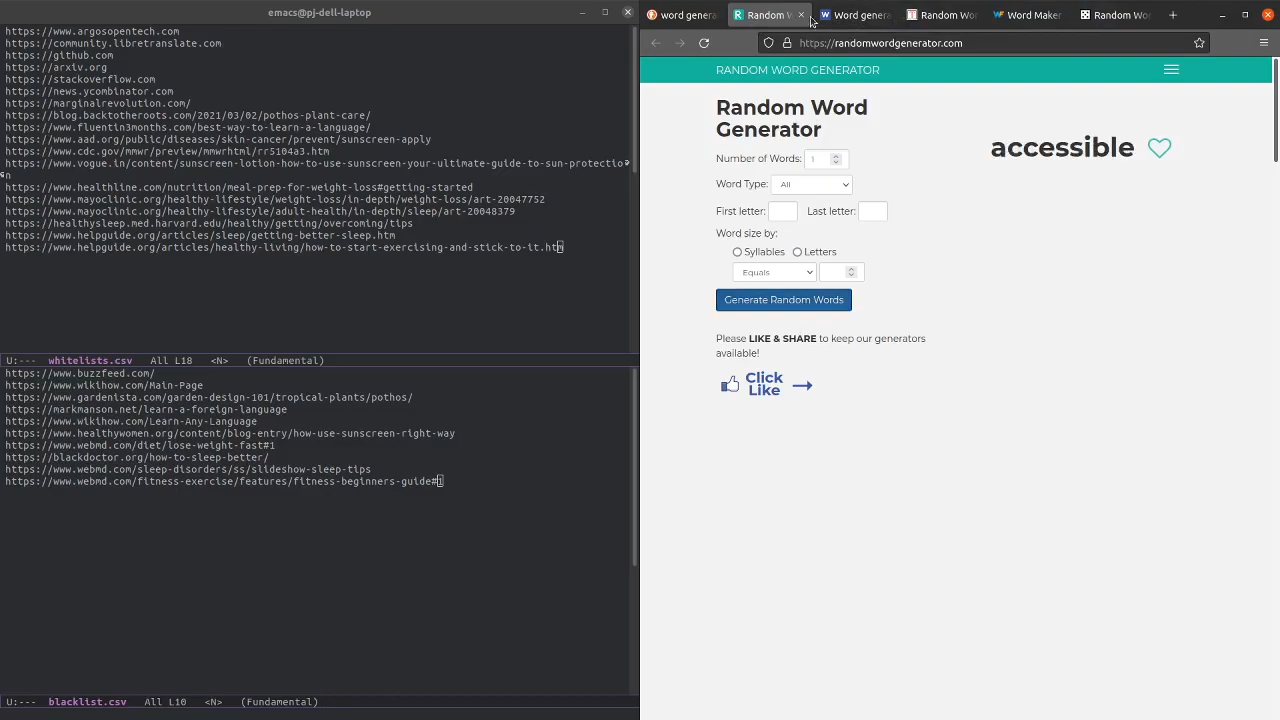 emacs@pj-dell-laptop
https://www.argosopentech.com
https://community.libretranslate.com
https://github.com
https://arxiv.org
https://stackoverflow.com
https://news.ycombinator.com
https://marginalrevolution.com/
https://blog.backtotheroots.com/2021/03/02/pothos-plant-care/
https://www.fluentin3months.com/best-way-to-learn-a-language/
https://www.aad.org/public/diseases/skin-cancer/prevent/sunscreen-apply
https://www.cdc.gov/mmwr/preview/mmwrhtml/rr5104a3.htm
https://www.vogue.in/content/sunscreen-lotion-how-to-use-sunscreen-your-ultimate-guide-to-sun-protectio
n
https://www.healthline.com/nutrition/meal-prep-for-weight-loss#getting-started
https://www.mayoclinic.org/healthy-lifestyle/weight-loss/in-depth/weight-loss/art-20047752
https://www.mayoclinic.org/healthy-lifestyle/adult-health/in-depth/sleep/art-20048379
https://healthysleep.med.harvard.edu/healthy/getting/overcoming/tips
https://www.helpguide.org/articles/sleep/getting-better-sleep.htm
https://www.helpguide.org/articles/healthy-living/how-to-start-exercising-and-stick-to-it.htm
U:--- whitelists.csv All L18 <N> (Fundamental)
https://www.buzzfeed.com/
https://www.wikihow.com/Main-Page
https://www.gardenista.com/garden-design-101/tropical-plants/pothos/
https://markmanson.net/learn-a-foreign-language
https://www.wikihow.com/Learn-Any-Language
https://www.healthywomen.org/content/blog-entry/how-use-sunscreen-right-way
https://www.webmd.com/diet/lose-weight-fast#1
https://blackdoctor.org/how-to-sleep-better/
https://www.webmd.com/sleep-disorders/ss/slideshow-sleep-tips
https://www.webmd.com/fitness-exercise/features/fitness-beginners-guide#1
U:--- blacklist.csv All L10 <N> (Fundamental)
word genera
Random W
Word genera
Random Wor
Word Maker
Random Wor
https://randomwordgenerator.com
RANDOM WORD GENERATOR
Random Word
Generator
accessible
Number of Words: 1
Word Type: All
First letter: Last letter:
Word size by:
Syllables Letters
Equals
Generate Random Words
Please LIKE & SHARE to keep our generators
available!
Click
Like